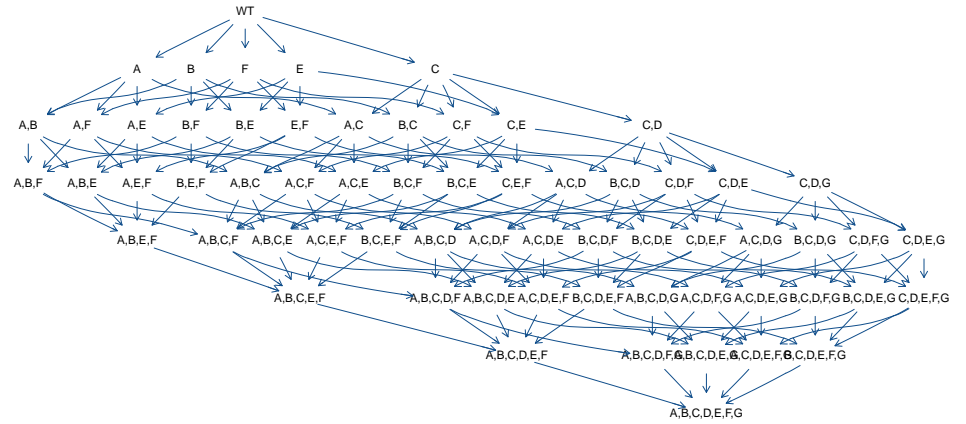 WT
A B F E C
A,B A,F A,E B,F B,E E,F A,C B,C C,F C,E C,D
A,B,F A,B,E A,E,F B,E,F A,B,C A,C,F A,C,E B,C,F B,C,E C,E,F A,C,D B,C,D C,D,F C,D,E C,D,G
A,B,E,F A,B,C,F A,B,C,E A,C,E,F B,C,E,F A,B,C,D A,C,D,F A,C,D,E B,C,D,F B,C,D,E C,D,E,F A,C,D,G B,C,D,G C,D,F,G C,D,E,G
A,B,C,E,F A,B,C,D,F A,B,C,D,E A,C,D,E,F B,C,D,E,F A,B,C,D,G A,C,D,F,G A,C,D,E,G B,C,D,F,G B,C,D,E,G C,D,E,F,G
A,B,C,D,E,F A,B,C,D,F,G A,B,C,D,E,G A,C,D,E,F,G B,C,D,E,F,G
A,B,C,D,E,F,G